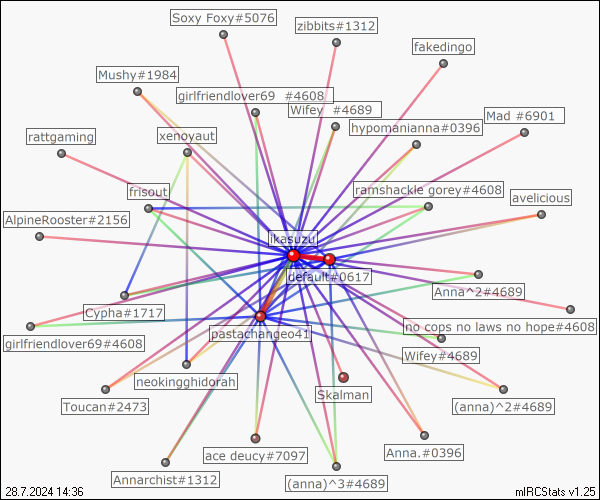 Soxy Foxy#5076
zibbits#1312
fakedingo
Mushy#1984
girlfriendlover69 #4608
Wifey #4689
Mad #6901
hypomanianna#0396
rattgaming
xenoyaut
frisout
ramshackle gorey#4608
avelicious
AlpineRooster#2156
ikasuzu
default#0617
Anna^2#4689
Cypha#1717
no cops no laws no hope#4608
pastachangeo41
girlfriendlover69#4608
Wifey#4689
neokingghidorah
Skalman
Toucan#2473
(anna)^2#4689
ace deucy#7097
Anna.#0396
Annarchist#1312
(anna)^3#4689
28.7.2024 14:36
mIRCStats v1.25